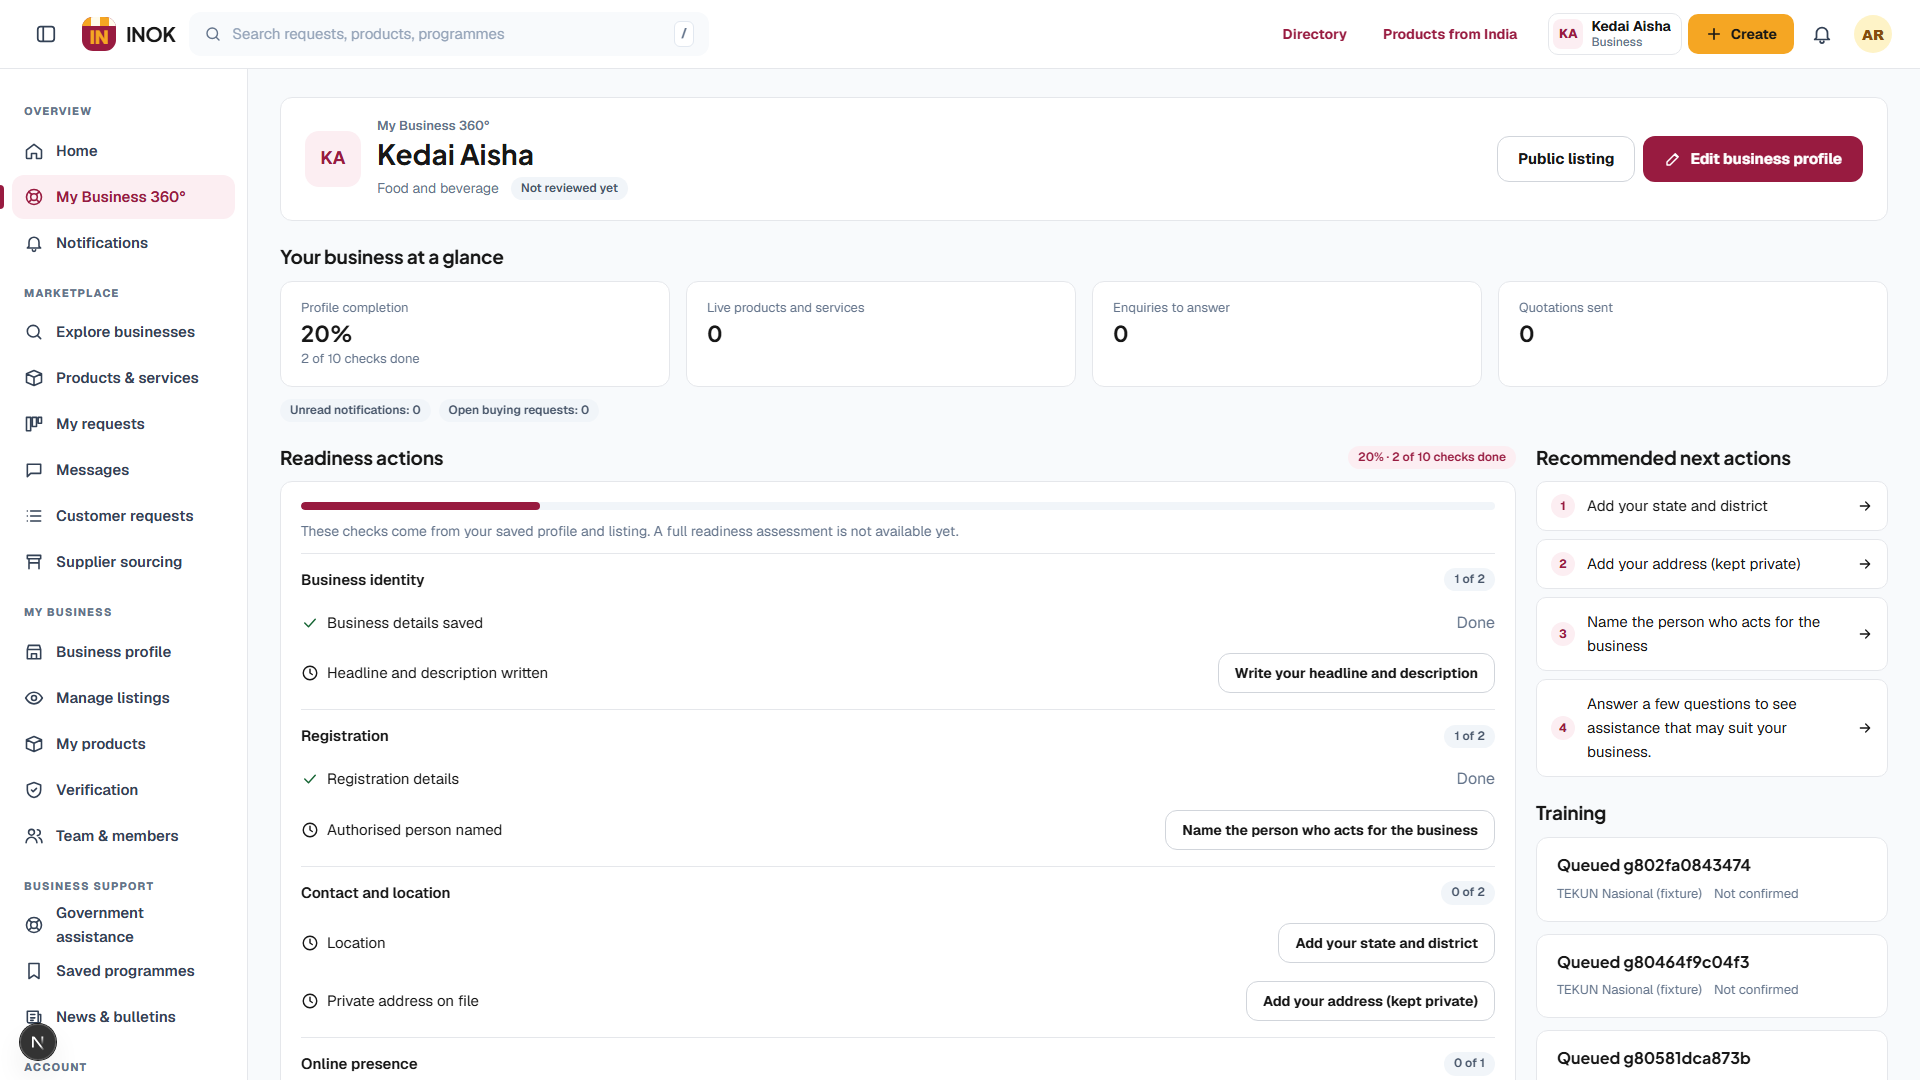 IN INOK
Search requests, products, programmes
/
Directory
Products from India
KA
Kedai Aisha
Business
Create
AR
OVERVIEW
Home
My Business 360°
Notifications
MARKETPLACE
Explore businesses
Products & services
My requests
Messages
Customer requests
Supplier sourcing
MY BUSINESS
Business profile
Manage listings
My products
Verification
Team & members
BUSINESS SUPPORT
Government
assistance
Saved programmes
News & bulletins
N
ACCOUNT
KA
My Business 360°
Kedai Aisha
Food and beverage
Not reviewed yet
Public listing
Edit business profile
Your business at a glance
Profile completion
20%
2 of 10 checks done
Live products and services
0
Enquiries to answer
0
Quotations sent
0
Unread notifications: 0
Open buying requests: 0
Readiness actions
20% · 2 of 10 checks done
These checks come from your saved profile and listing. A full readiness assessment is not available yet.
Business identity
1 of 2
Business details saved
Done
Headline and description written
Write your headline and description
Registration
1 of 2
Registration details
Done
Authorised person named
Name the person who acts for the business
Contact and location
0 of 2
Location
Add your state and district
Private address on file
Add your address (kept private)
Online presence
0 of 1
Recommended next actions
1 Add your state and district
2 Add your address (kept private)
3 Name the person who acts for the
business
4 Answer a few questions to see
assistance that may suit your
business.
Training
Queued g802fa0843474
TEKUN Nasional (fixture) Not confirmed
Queued g80464f9c04f3
TEKUN Nasional (fixture) Not confirmed
Queued g80581dca873b